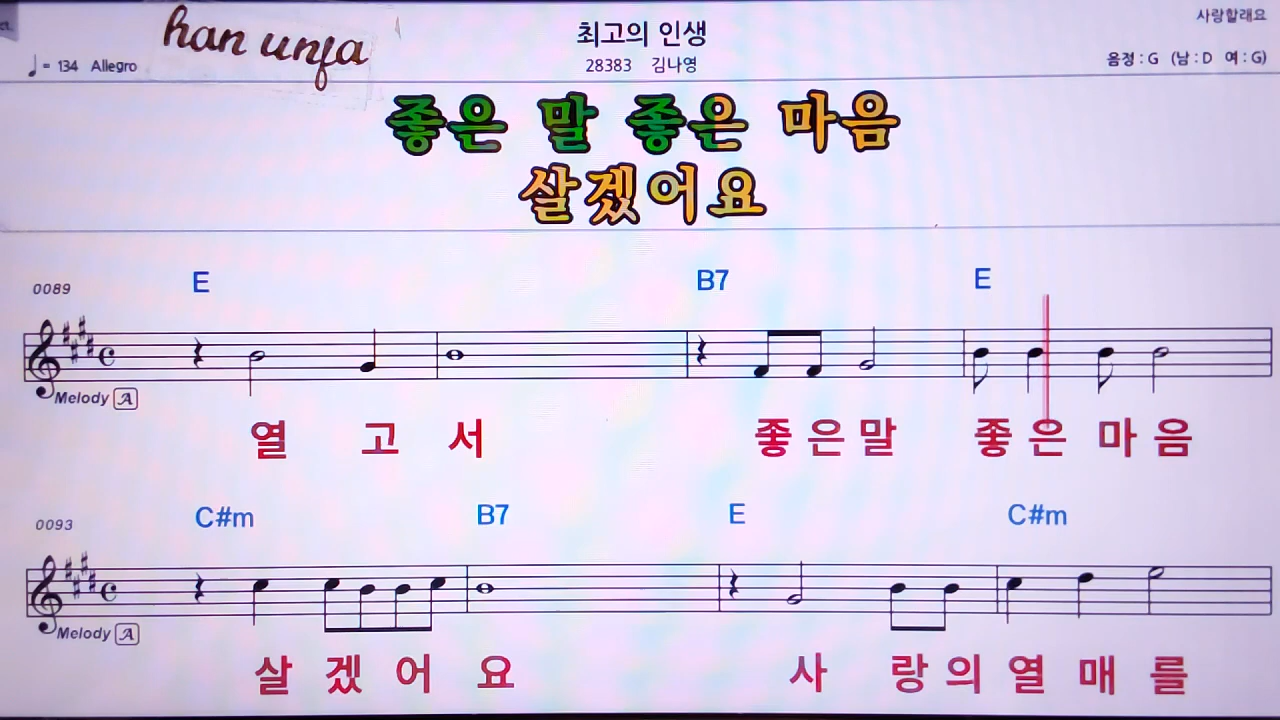 ct.
han unfa
최고의 인생
사랑할래요
♩ = 134 Allegro
28383 김나영
음정 : G (남 : D 여 : G)
좋은 말 좋은 마음
살겠어요
0089
E B7 E
Melody A
열 고 서 좋 은 말 좋 은 마 음
0093
C#m B7 E C#m
Melody A
살 겠 어 요 사 랑 의 열 매 를